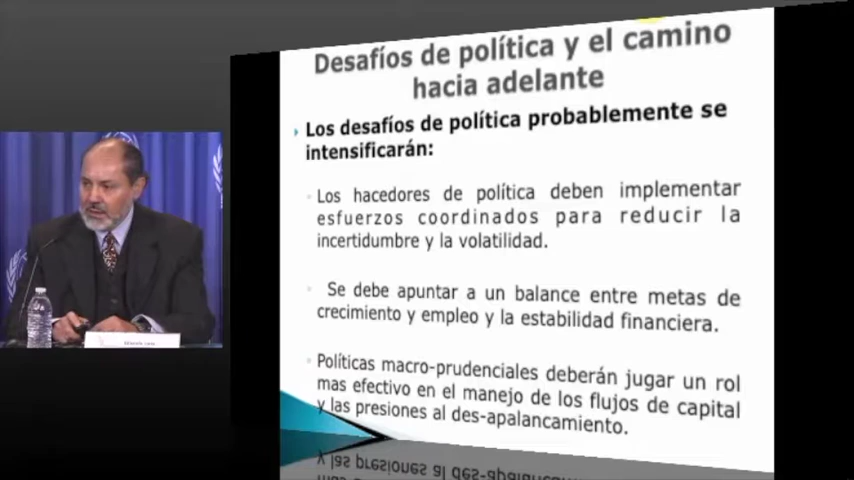 Desafíos de política y el camino
hacia adelante
Los desafíos de política probablemente se
intensificarán:
Los hacedores de política deben implementar
esfuerzos coordinados para reducir la
incertidumbre y la volatilidad.
Se debe apuntar a un balance entre metas de
crecimiento y empleo y la estabilidad financiera.
Políticas macro-prudenciales deberán jugar un rol
mas efectivo en el manejo de los flujos de capital
y las presiones al des-apalancamiento.